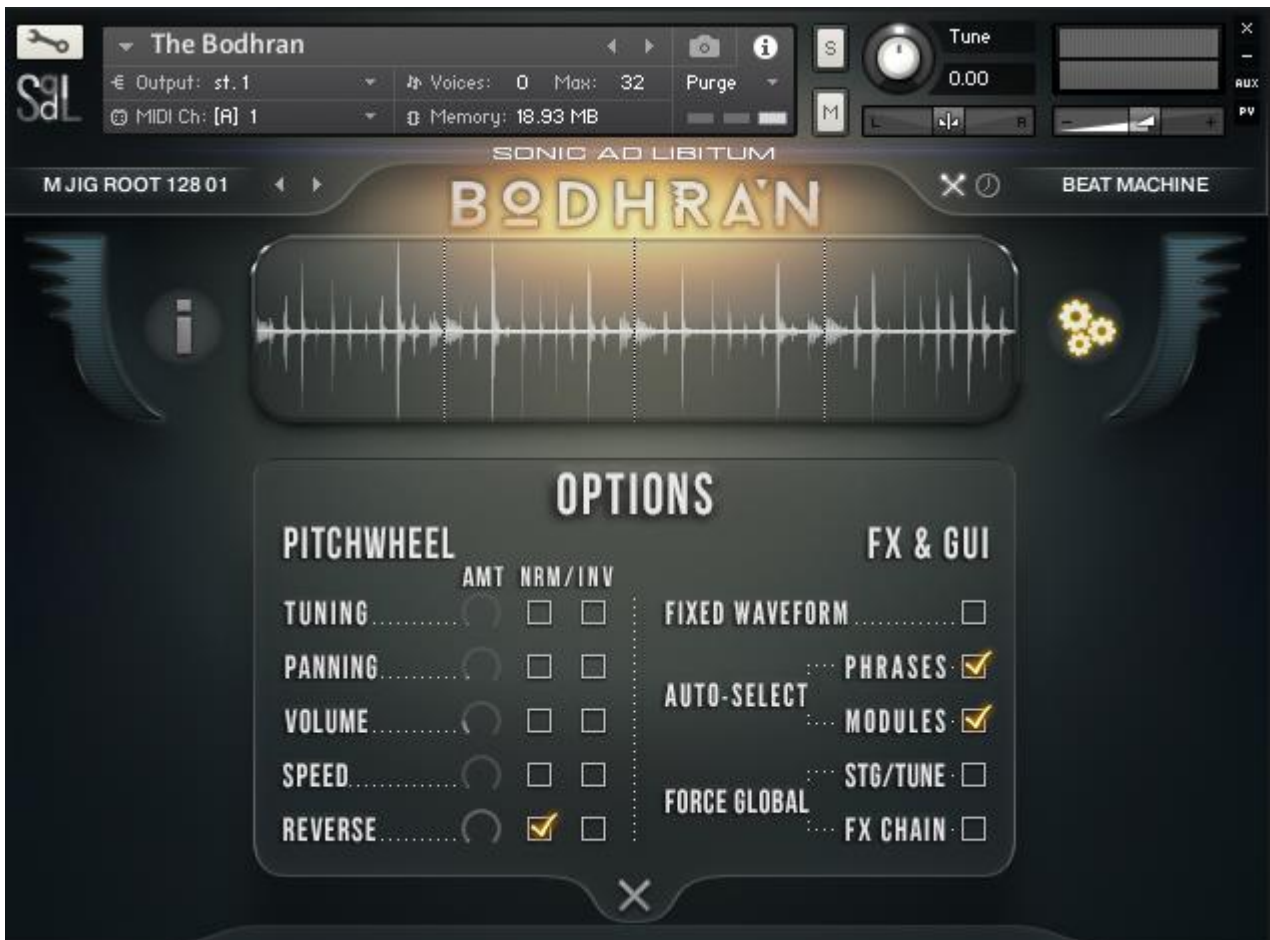 The Bodhran
S
Tune
0.00
Output: st. 1
Voices: 0 Max: 32
Purge
MIDI Ch: [A] 1
Memory: 18.93 MB
M
L
R
AUX
PV
SONIC AD LIBITUM
M JIG ROOT 128 01
BODHRÁN
BEAT MACHINE
OPTIONS
PITCHWHEEL
FX & GUI
AMT NRM/INV
TUNING
FIXED WAVEFORM
PANNING
PHRASES
AUTO-SELECT
VOLUME
MODULES
SPEED
STG/TUNE
FORCE GLOBAL
REVERSE
FX CHAIN